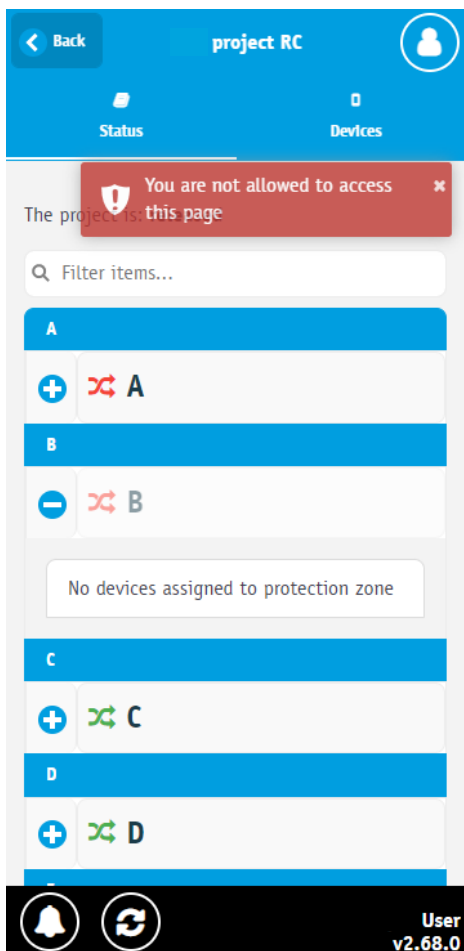 Back
project RC
Status
Devices
You are not allowed to access
this page
The project is:
Filter items...
A
A
B
B
No devices assigned to protection zone
C
C
D
D
User
v2.68.0